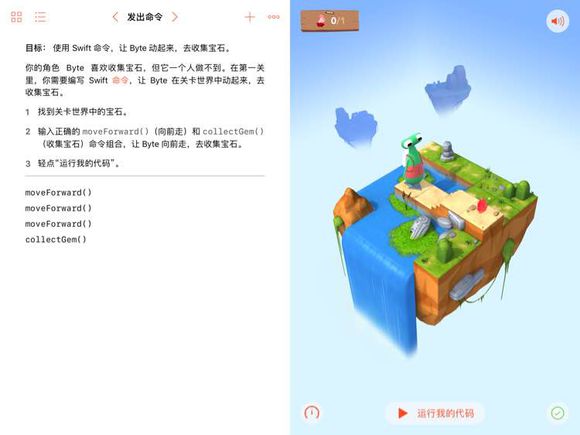 发出命令
目标： 使用 Swift 命令，让 Byte 动起来，去收集宝石。
你的角色 Byte 喜欢收集宝石，但它一个人做不到。在第一关
里，你需要编写 Swift 命令，让 Byte 在关卡世界中动起来，去
收集宝石。
1 找到关卡世界中的宝石。
2 输入正确的 moveForward()（向前走）和 collectGem()
（收集宝石）命令组合，让 Byte 向前走，去收集宝石。
3 轻点“运行我的代码”。
moveForward()
moveForward()
moveForward()
collectGem()
0/1
运行我的代码